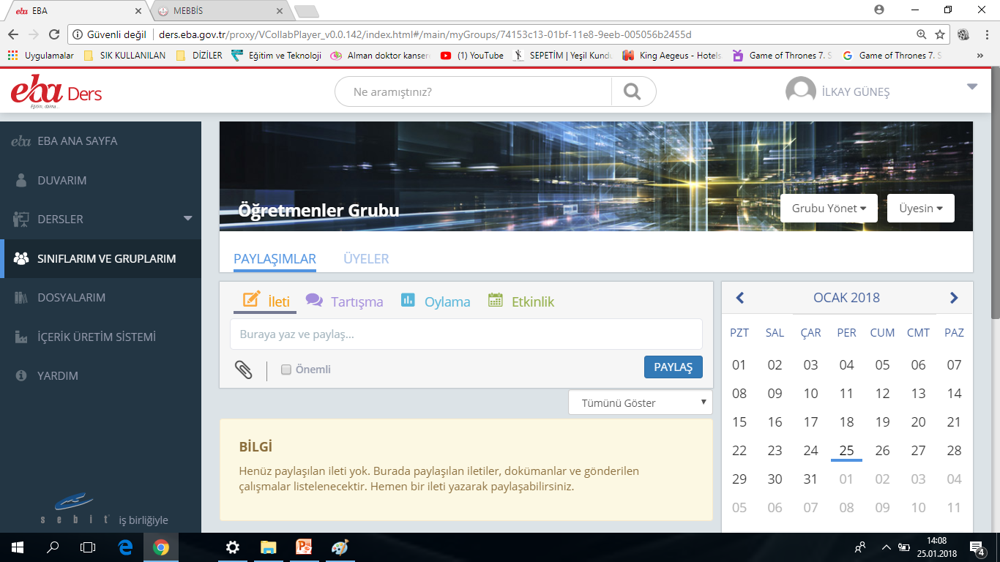 EBA
MEBBİS
Güvenli değil
ders.eba.gov.tr/proxy/VCollabPlayer_v0.0.142/index.html#/main/myGroups/74153c13-01bf-11e8-9eeb-005056b2455d
Uygulamalar
SIK KULLANILAN
DİZİLER
Eğitim ve Teknoloji
Alman doktor kanser
(1) YouTube
SEPETİM | Yeşil Kund
King Aegeus - Hotels
Game of Thrones 7. S
Game of Thrones 7. S
eba Ders
Eğitim, daima...
Ne aramıştınız?
İLKAY GÜNEŞ
eba EBA ANA SAYFA
DUVARIM
DERSLER
SINIFLARIM VE GRUPLARIM
DOSYALARIM
İÇERİK ÜRETİM SİSTEMİ
YARDIM
sebit iş birliğiyle
Öğretmenler Grubu
Grubu Yönet
Üyesin
PAYLAŞIMLAR
ÜYELER
İleti
Tartışma
Oylama
Etkinlik
Buraya yaz ve paylaş...
Önemli
PAYLAŞ
Tümünü Göster
BİLGİ
Henüz paylaşılan ileti yok. Burada paylaşılan iletiler, dokümanlar ve gönderilen
çalışmalar listelenecektir. Hemen bir ileti yazarak paylaşabilirsiniz.
OCAK 2018
PZT SAL ÇAR PER CUM CMT PAZ
01 02 03 04 05 06 07
08 09 10 11 12 13 14
15 16 17 18 19 20 21
22 23 24 25 26 27 28
29 30 31 01 02 03 04
05 06 07 08 09 10 11
14:08
25.01.2018
4